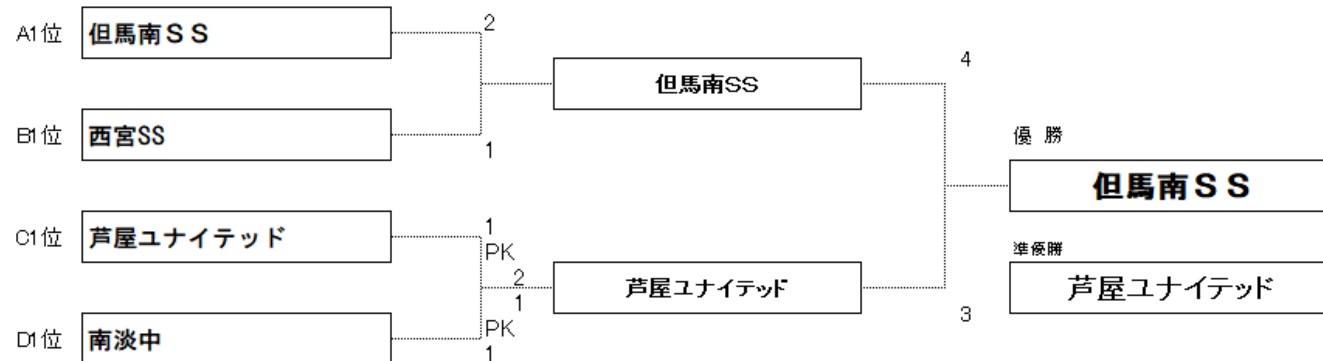 A1位 但馬南ＳＳ 2
4
但馬南SS
B1位 西宮SS 1
優 勝
但馬南ＳＳ
C1位 芦屋ユナイテッド 1
PK
2
準優勝
芦屋ユナイテッド
芦屋ユナイテッド
1
3
PK
D1位 南淡中
1